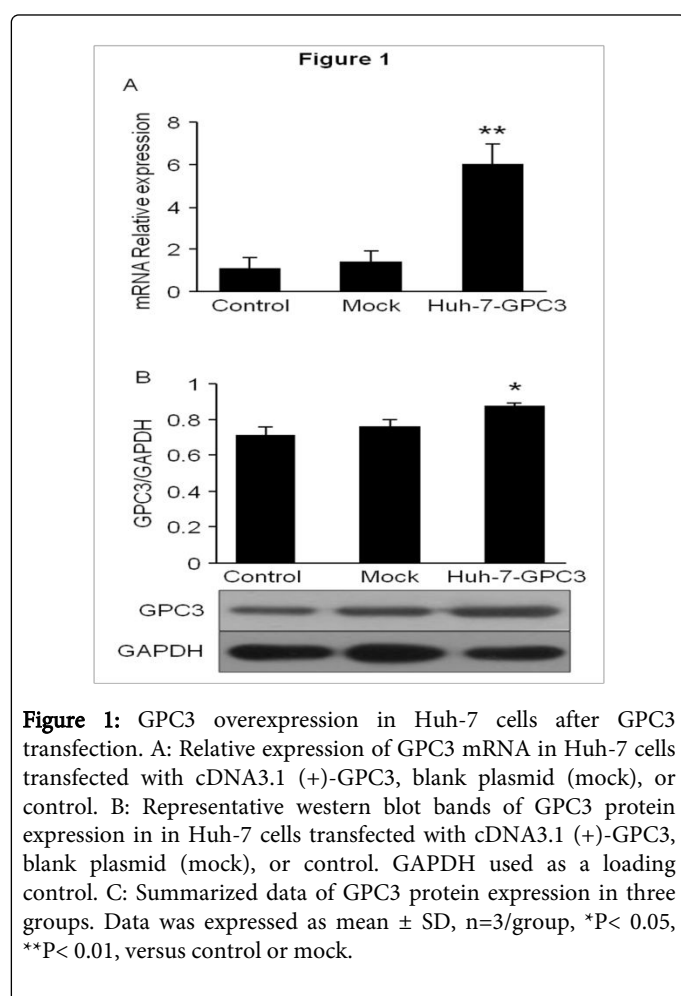 Figure 1
A
mRNA Relative expression
8
6
4
2
0
**
Control Mock Huh-7-GPC3
B
GPC3/GAPDH
1
0.8
0.6
0.4
0.2
0
*
Control Mock Huh-7-GPC3
GPC3
GAPDH
Figure 1: GPC3 overexpression in Huh-7 cells after GPC3
transfection. A: Relative expression of GPC3 mRNA in Huh-7 cells
transfected with cDNA3.1 (+)-GPC3, blank plasmid (mock), or
control. B: Representative western blot bands of GPC3 protein
expression in in Huh-7 cells transfected with cDNA3.1 (+)-GPC3,
blank plasmid (mock), or control. GAPDH used as a loading
control. C: Summarized data of GPC3 protein expression in three
groups. Data was expressed as mean ± SD, n=3/group, *P< 0.05,
**P< 0.01, versus control or mock.